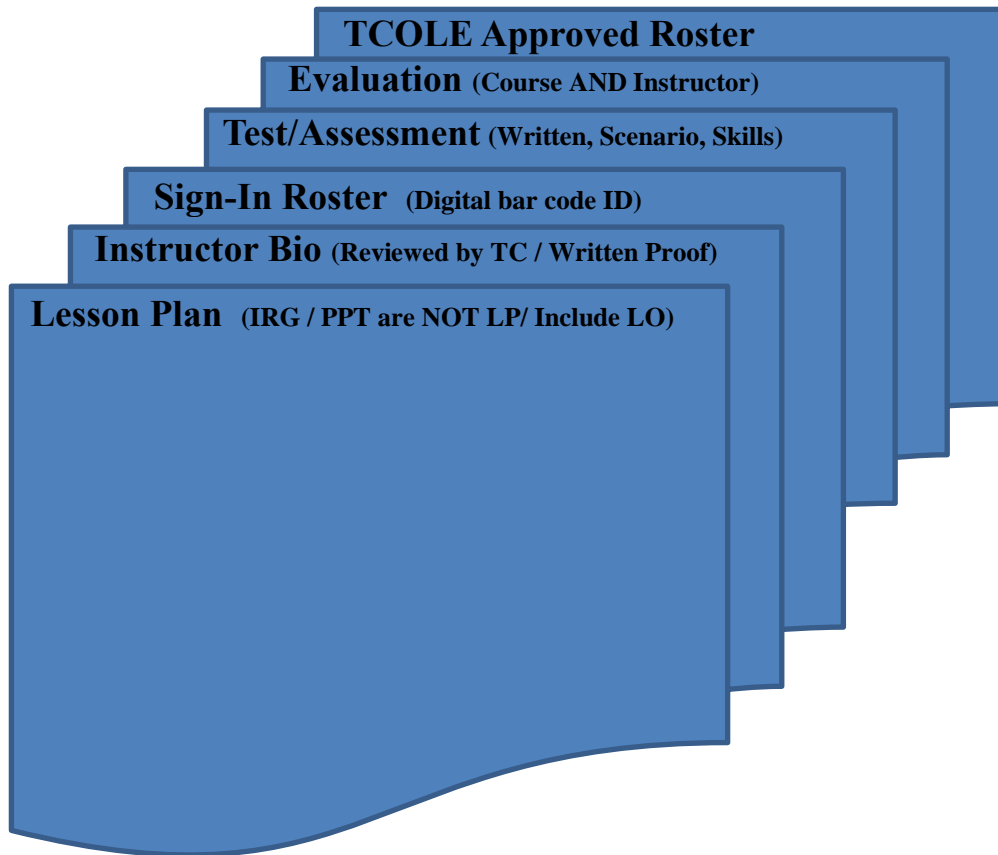 TCOLE Approved Roster
Evaluation (Course AND Instructor)
Test/Assessment (Written, Scenario, Skills)
Sign-In Roster (Digital bar code ID)
Instructor Bio (Reviewed by TC / Written Proof)
Lesson Plan (IRG / PPT are NOT LP/ Include LO)